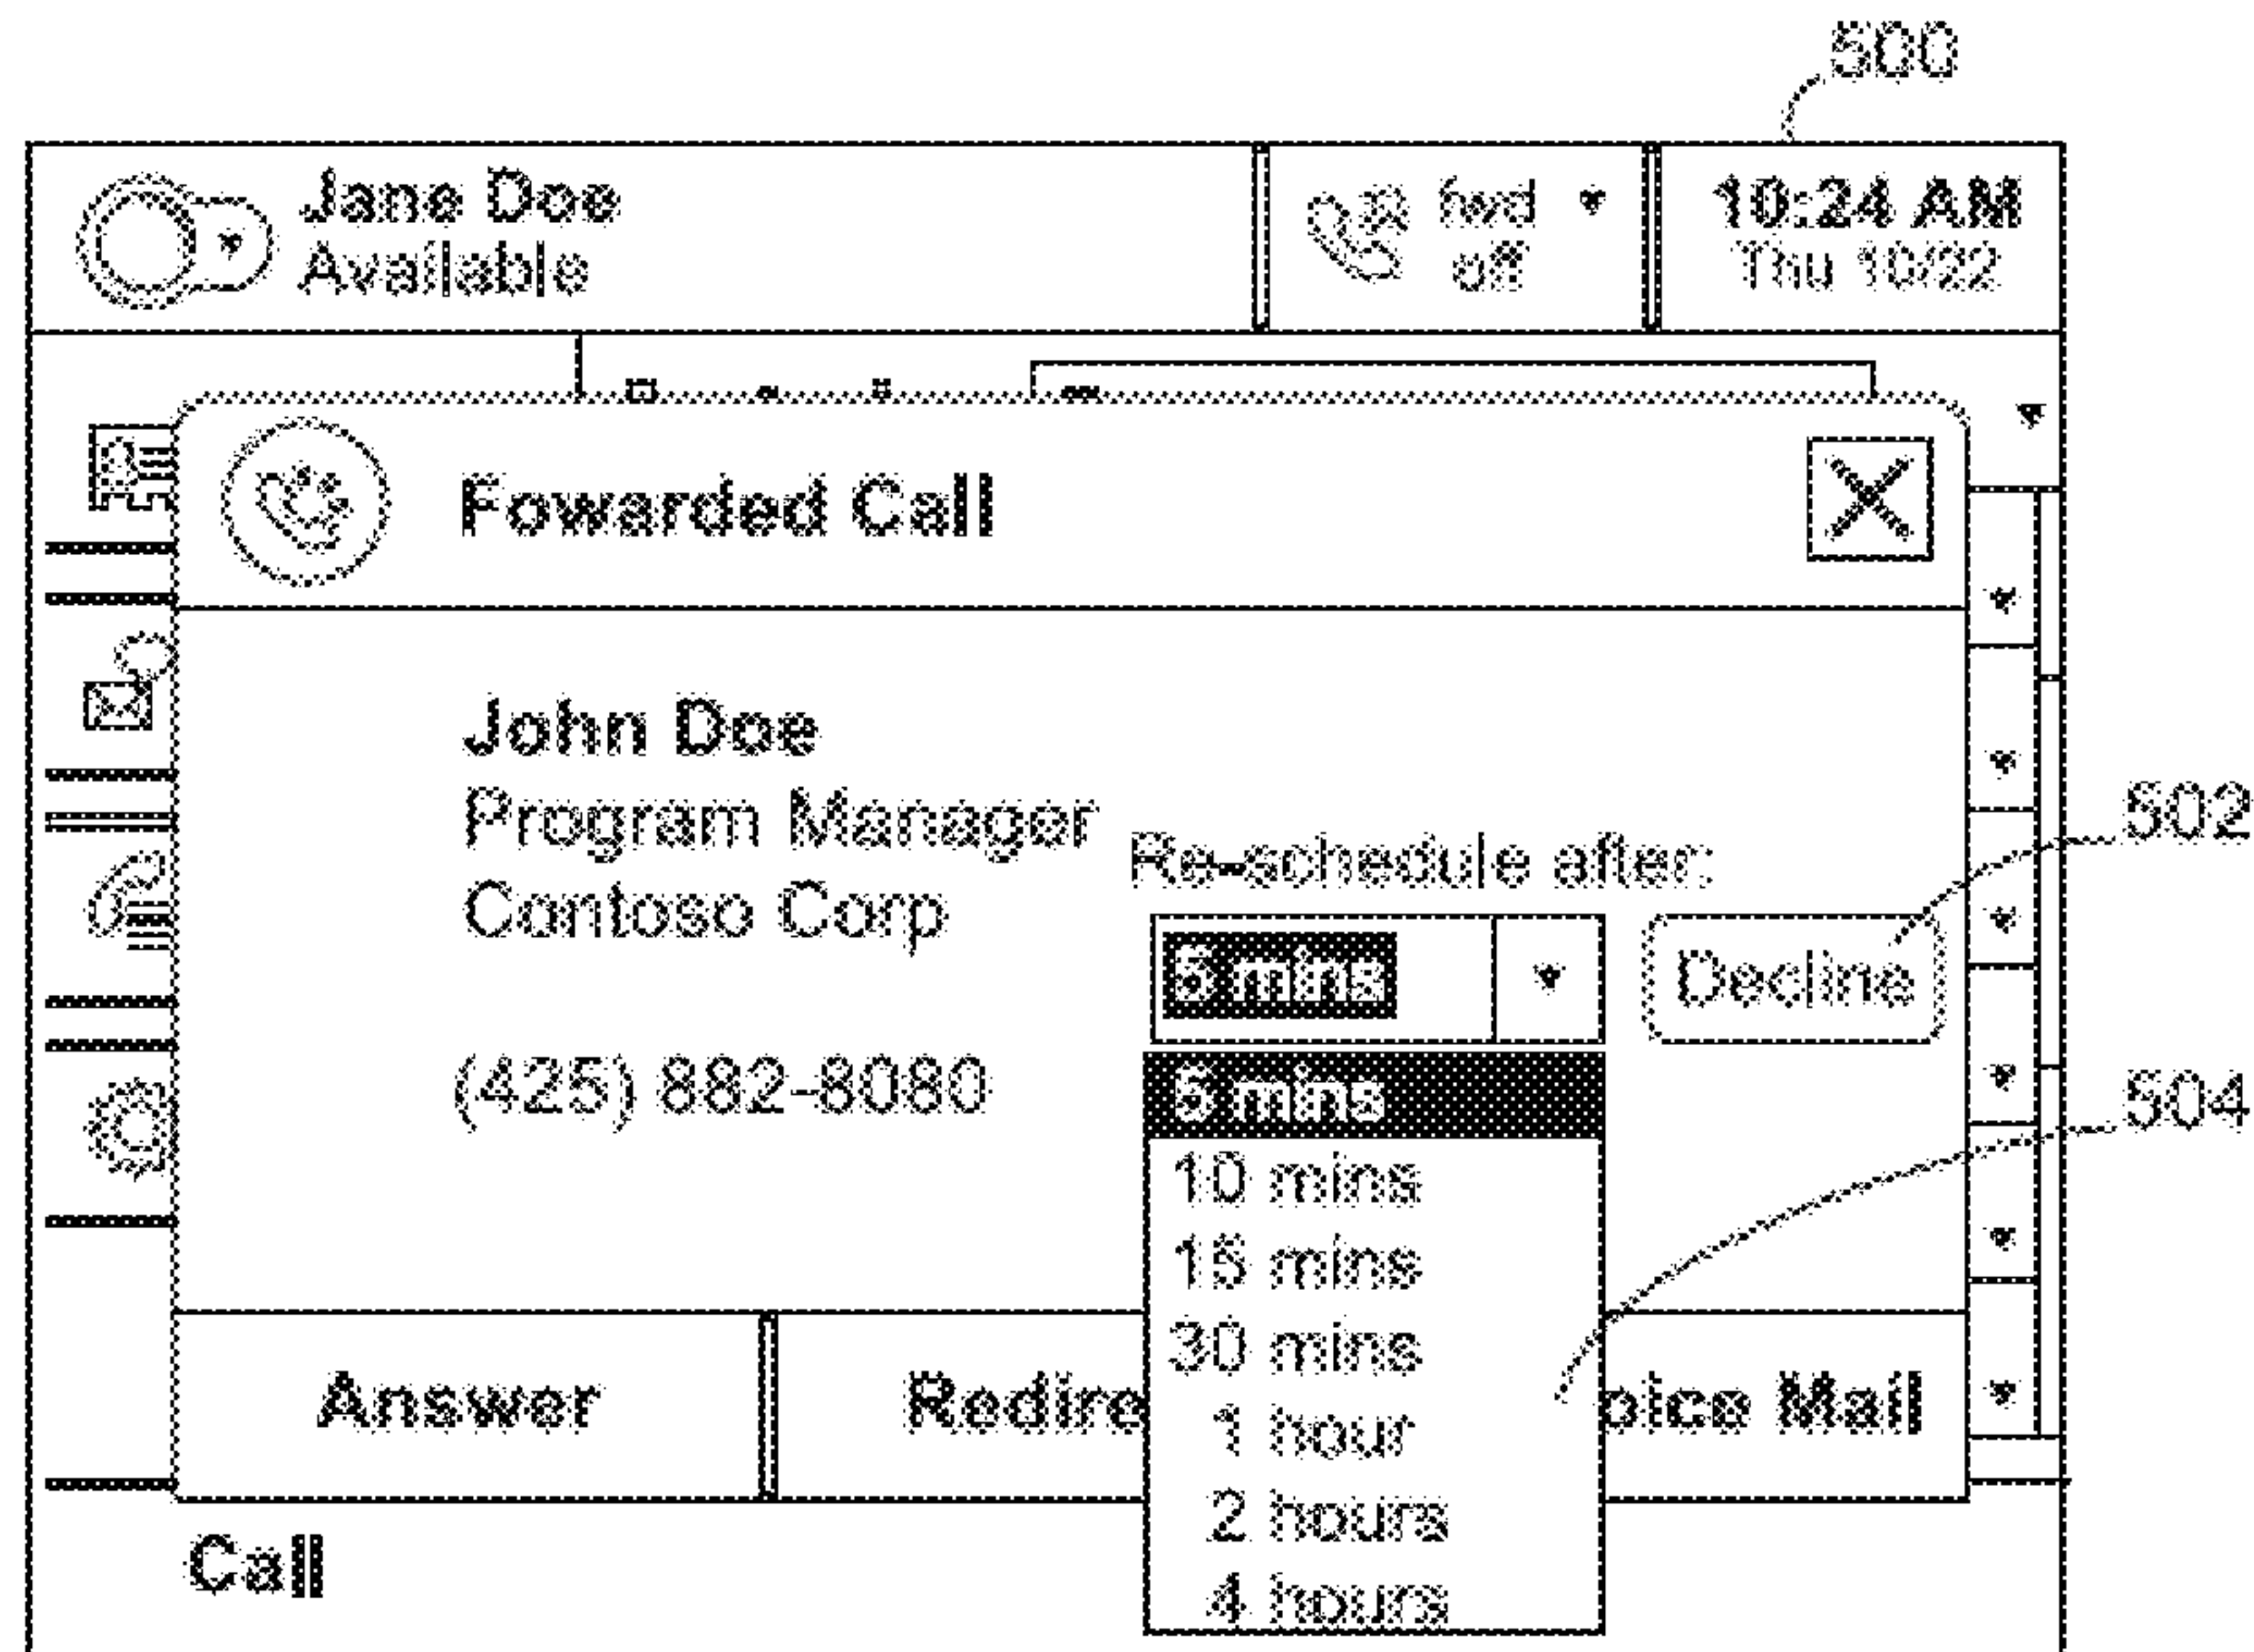 500
Jane Doe
Available
fwd
off
10:24 AM
Thu 10/22
Fowarded Call
John Doe
Program Manager
Contoso Corp
(425) 882-8080
Re-schedule after:
5 mins
Decline
502
504
5 mins
10 mins
15 mins
30 mins
1 hour
2 hours
4 hours
Answer
Redire
oice Mail
Call